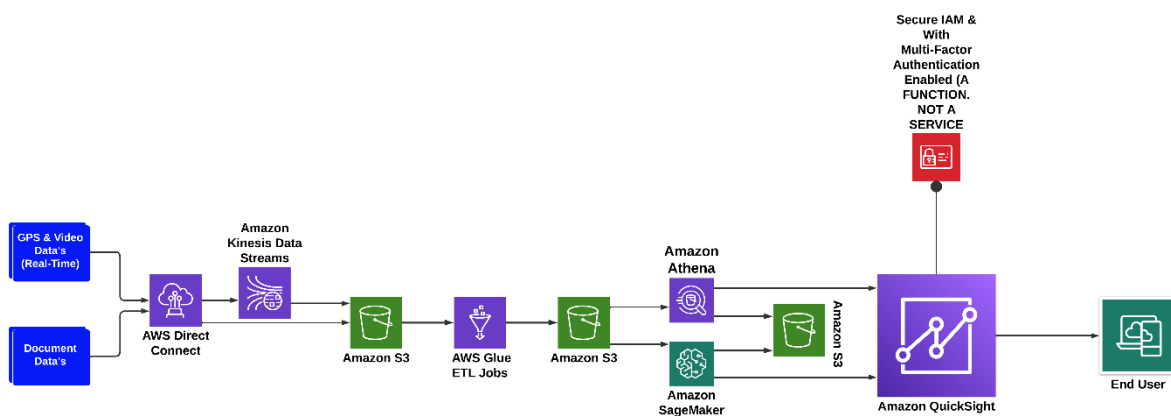 Secure IAM &
With
Multi-Factor
Authentication
Enabled (A
FUNCTION.
NOT A
SERVICE
GPS & Video
Data's
(Real-Time)
Amazon
Kinesis Data
Streams
AWS Direct
Connect
Document
Data's
Amazon S3
AWS Glue
ETL Jobs
Amazon S3
Amazon
Athena
Amazon S3
Amazon
SageMaker
Amazon QuickSight
End User